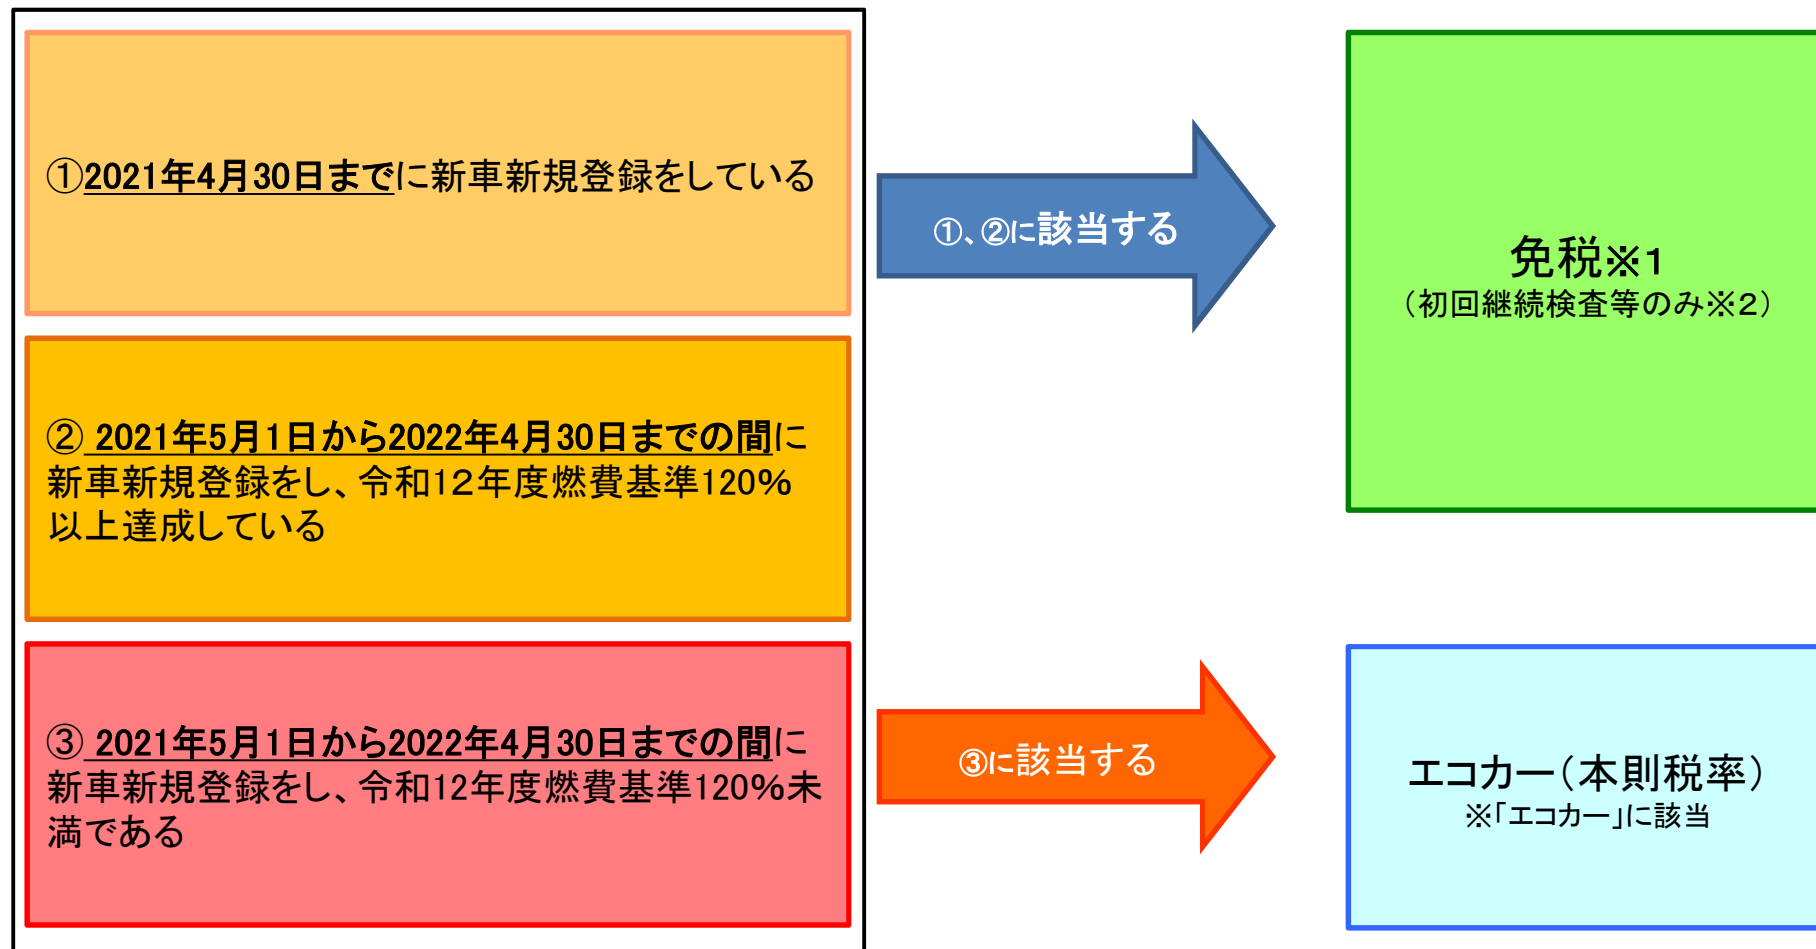 ①2021年4月30日までに新車新規登録をしている
①、②に該当する
免税※1
（初回継続検査等のみ※2）
② 2021年5月1日から2022年4月30日までの間に
新車新規登録をし、令和12年度燃費基準120%
以上達成している
③ 2021年5月1日から2022年4月30日までの間に
新車新規登録をし、令和12年度燃費基準120%未
満である
③に該当する
エコカー（本則税率）
※「エコカー」に該当